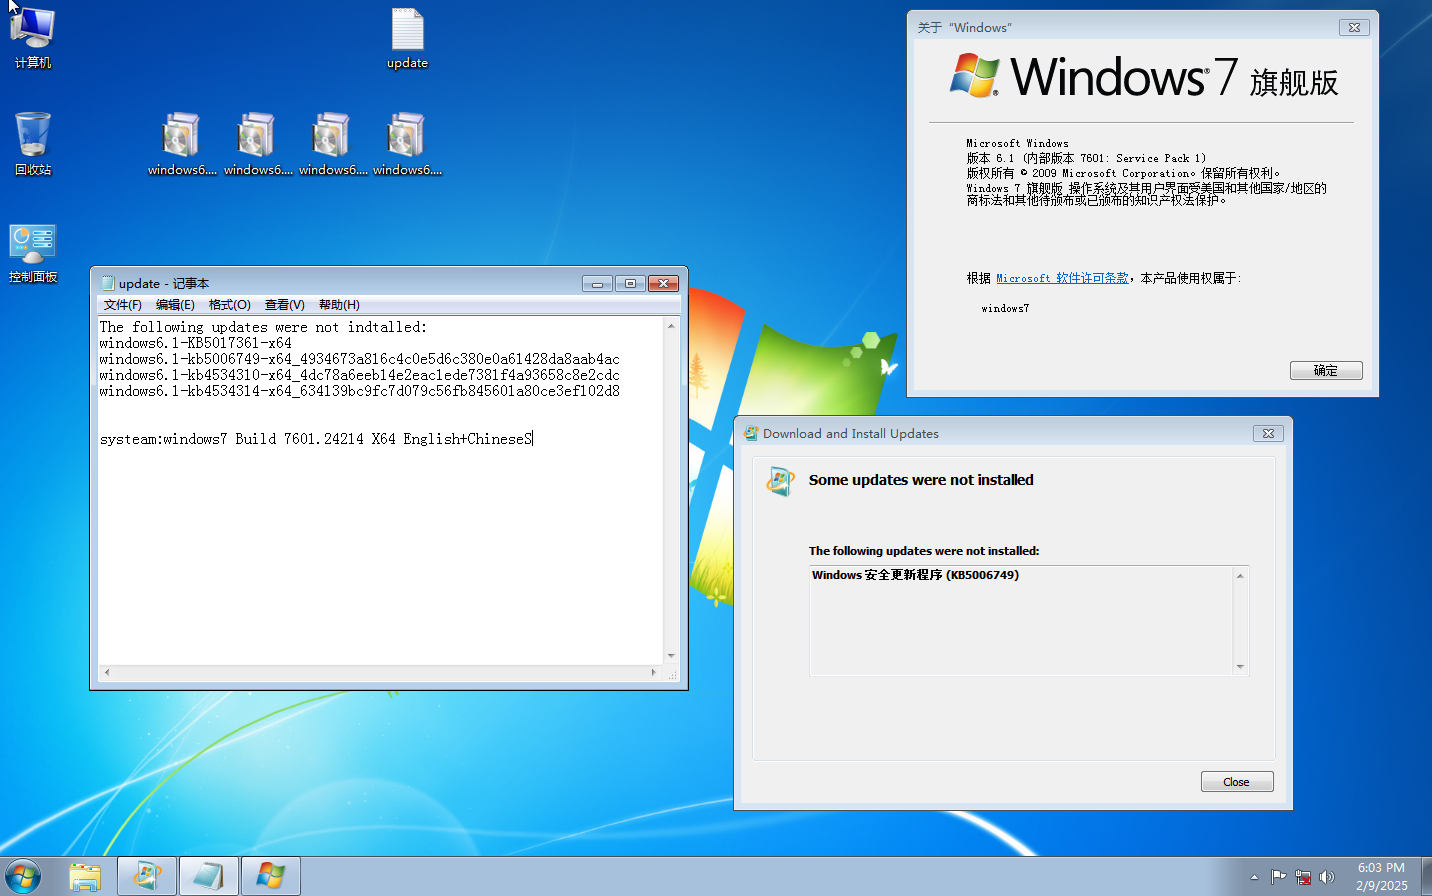 计算机
update
回收站
windows6....
windows6....
windows6....
windows6....
控制面板
update - 记事本
文件(F) 编辑(E) 格式(O) 查看(V) 帮助(H)
The following updates were not indtalled:
windows6.1-KB5017361-x64
windows6.1-kb5006749-x64_4934673a816c4c0e5d6c380e0a61428da8aab4ac
windows6.1-kb4534310-x64_4dc78a6eeb14e2eac1ede7381f4a93658c8e2cdc
windows6.1-kb4534314-x64_634139bc9fc7d079c56fb845601a80ce3ef102d8
systeam:windows7 Build 7601.24214 X64 English+ChineseS
关于 “Windows”
Windows 7 旗舰版
Microsoft Windows
版本 6.1 (内部版本 7601: Service Pack 1)
版权所有 © 2009 Microsoft Corporation。保留所有权利。
Windows 7 旗舰版 操作系统及其用户界面受美国和其他国家/地区的
商标法和其他待颁布或已颁布的知识产权法保护。
根据 Microsoft 软件许可条款，本产品使用权属于:
windows7
确定
Download and Install Updates
Some updates were not installed
The following updates were not installed:
Windows 安全更新程序 (KB5006749)
Close
6:03 PM
2/9/2025